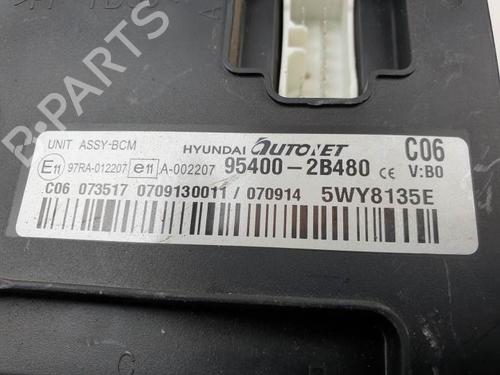 B-PARTS
UNIT ASSY-BCM
HYUNDAI AUTONET
C06
E11 97RA-012207 e11 A-002207 95400-2B480 CE V:B0
C06 073517 0709130011 / 070914 5WY8135E